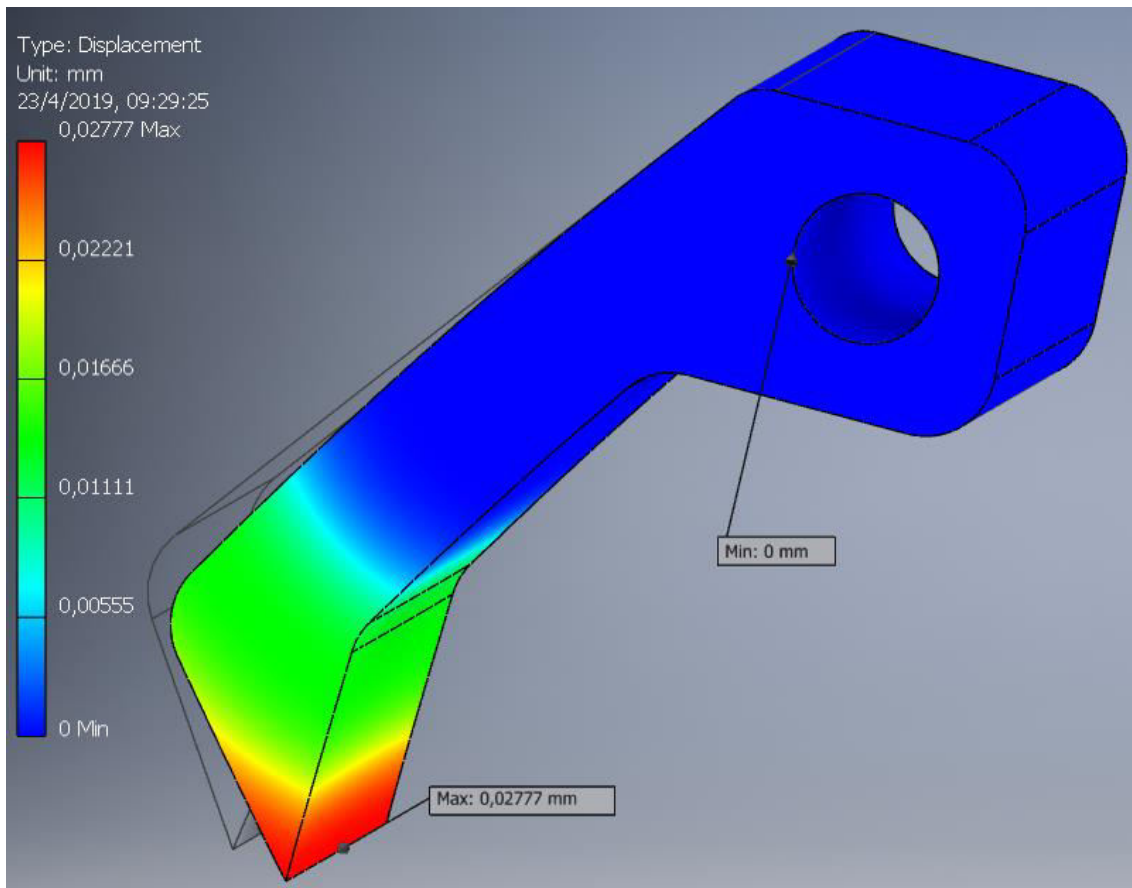 Type: Displacement
Unit: mm
23/4/2019, 09:29:25
0,02777 Max
0,02221
0,01666
0,01111
0,00555
0 Min
Min: 0 mm
Max: 0,02777 mm